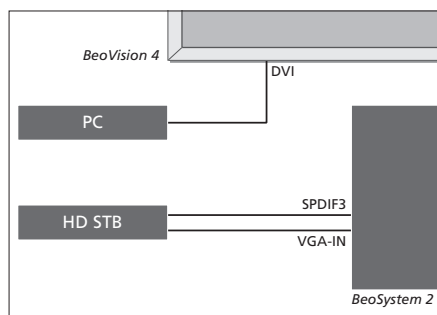 BeoVision 4
DVI
PC
SPDIF3
HD STB
VGA-IN
BeoSystem 2